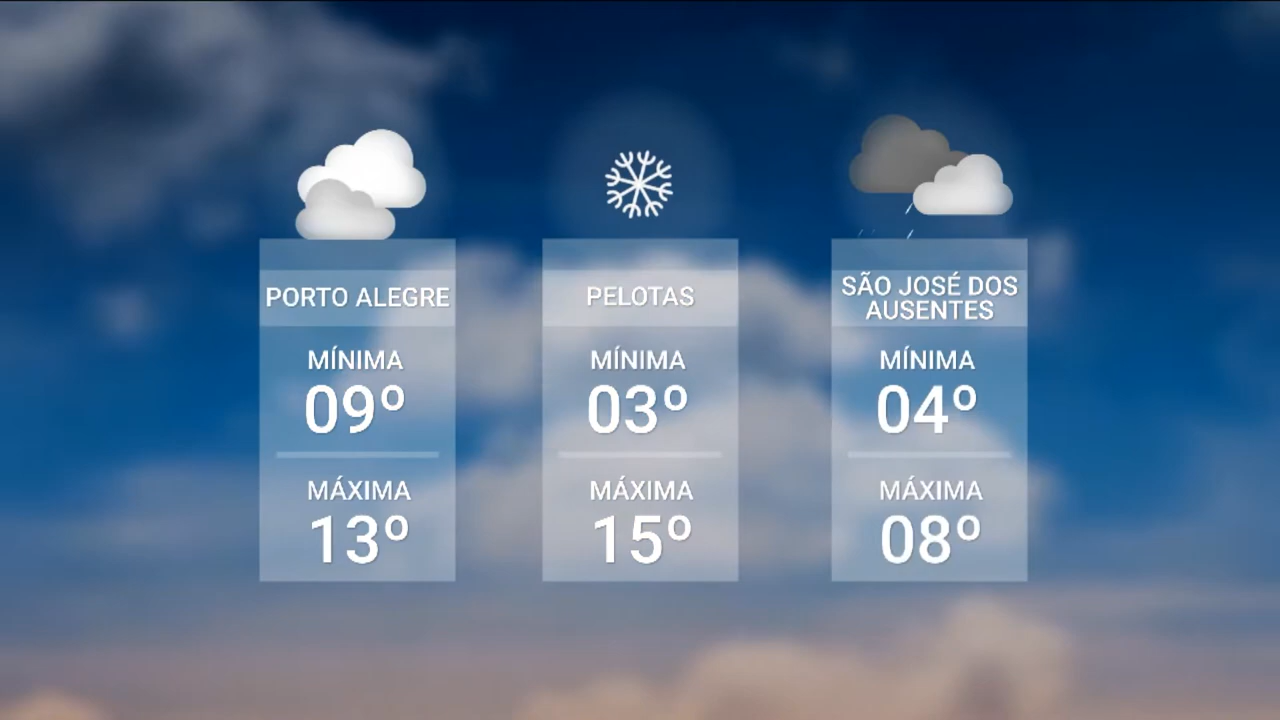 PORTO ALEGRE
MÍNIMA
09º
MÁXIMA
13º
PELOTAS
MÍNIMA
03º
MÁXIMA
15º
SÃO JOSÉ DOS
AUSENTES
MÍNIMA
04º
MÁXIMA
08º